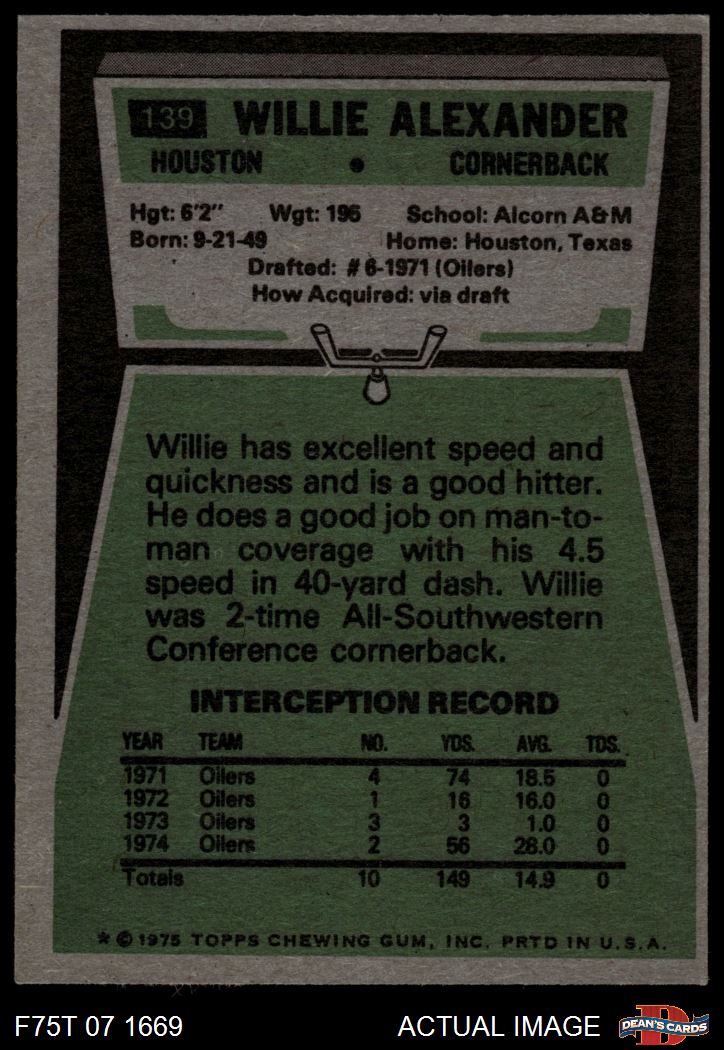 139 WILLIE ALEXANDER
HOUSTON • CORNERBACK
Hgt: 6'2" Wgt: 196 School: Alcorn A&M
Born: 9-21-49 Home: Houston, Texas
Drafted: #6-1971 (Oilers)
How Acquired: via draft
Willie has excellent speed and
quickness and is a good hitter.
He does a good job on man-to-
man coverage with his 4.5
speed in 40-yard dash. Willie
was 2-time All-Southwestern
Conference cornerback.
INTERCEPTION RECORD
YEAR TEAM NO. YDS. AVG. TDS.
1971 Oilers 4 74 18.5 0
1972 Oilers 1 16 16.0 0
1973 Oilers 3 3 1.0 0
1974 Oilers 2 56 28.0 0
Totals 10 149 14.9 0
* © 1975 TOPPS CHEWING GUM, INC. PRTD IN U.S.A.
F75T 07 1669 ACTUAL IMAGE D DEAN'S CARDS